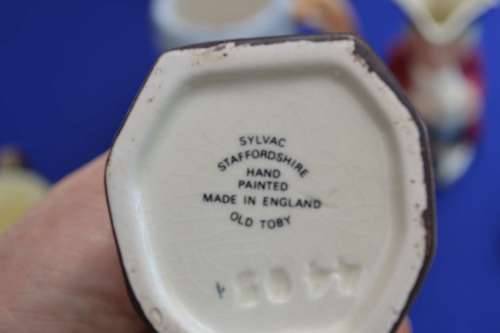 SYLVAC
STAFFORDSHIRE
HAND
PAINTED
MADE IN ENGLAND
OLD TOBY